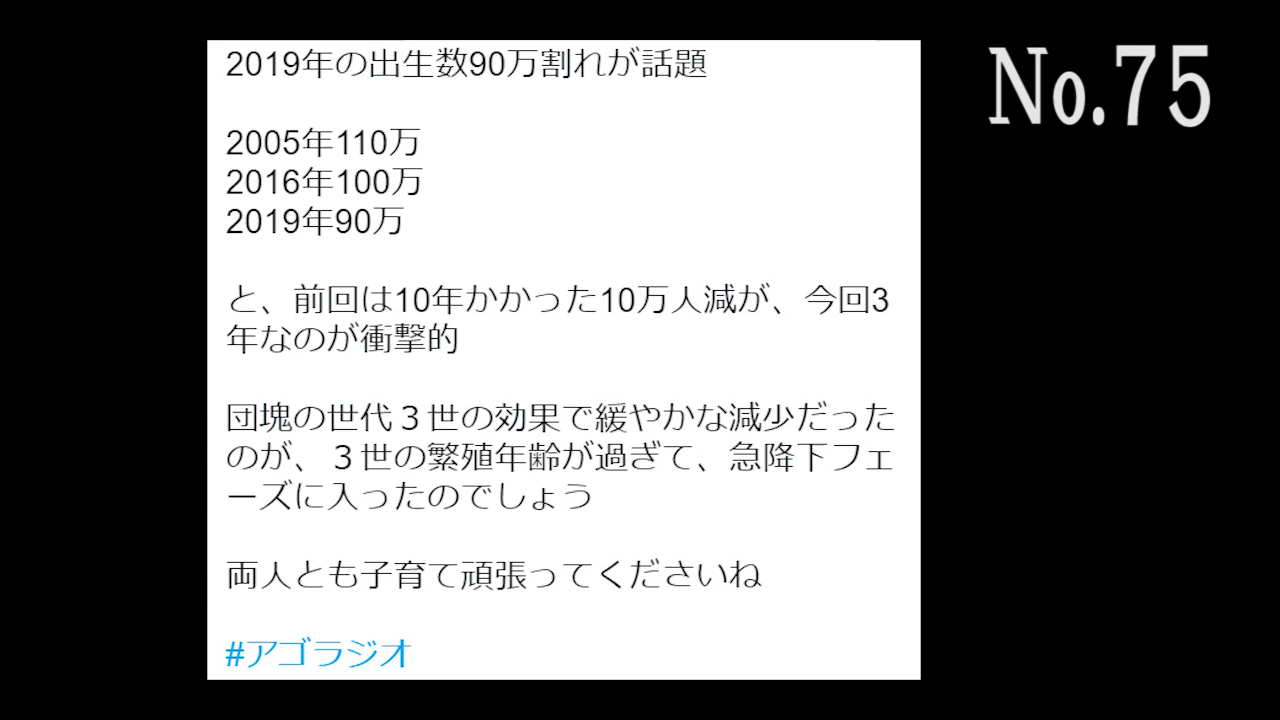 2019年の出生数90万割れが話題
No.75
2005年110万
2016年100万
2019年90万
と、前回は10年かかった10万人減が、今回3
年なのが衝撃的
団塊の世代３世の効果で緩やかな減少だった
のが、３世の繁殖年齢が過ぎて、急降下フェ
ーズに入ったのでしょう
両人とも子育て頑張ってくださいね
#アゴラジオ